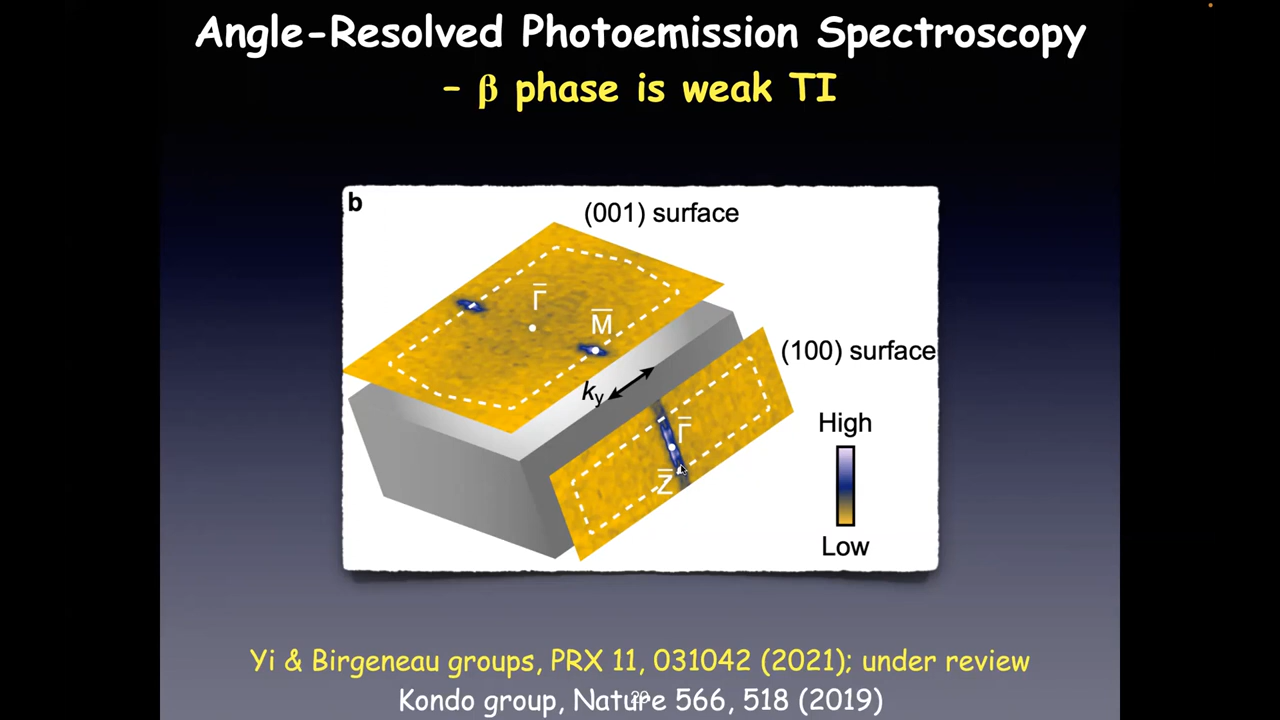 Angle-Resolved Photoemission Spectroscopy
- β phase is weak TI
b
(001) surface
Γ̅
M̅
(100) surface
k_y
Γ̅
Z̅
High
Low
Yi & Birgeneau groups, PRX 11, 031042 (2021); under review
Kondo group, Nature 566, 518 (2019)